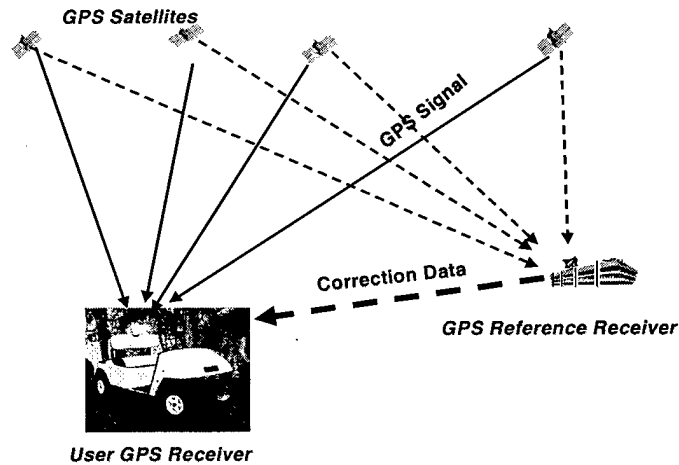 GPS Satellites
GPS Signal
Correction Data
GPS Reference Receiver
User GPS Receiver